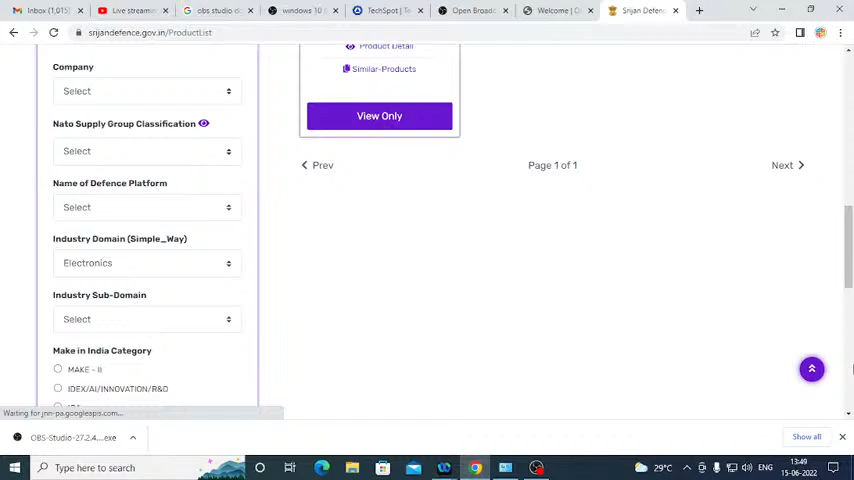 Inbox (1,015)
Live stream
obs studio d
windows 10 i
TechSpot | Te
Open Broad
Welcome | O
Srijan Defenc
srijandefence.gov.in/ProductList
Product Detail
Company
Similar-Products
Select
View Only
Nato Supply Group Classification
Select
Prev
Page 1 of 1
Next
Name of Defence Platform
Select
Industry Domain (Simple_Way)
Electronics
Industry Sub-Domain
Select
Make in India Category
MAKE - II
IDEX/AI/INNOVATION/R&D
Waiting for jnn-pa.googleapis.com...
OBS-Studio-27.2.4....exe
Show all
Type here to search
29°C
ENG
13:49
15-06-2022